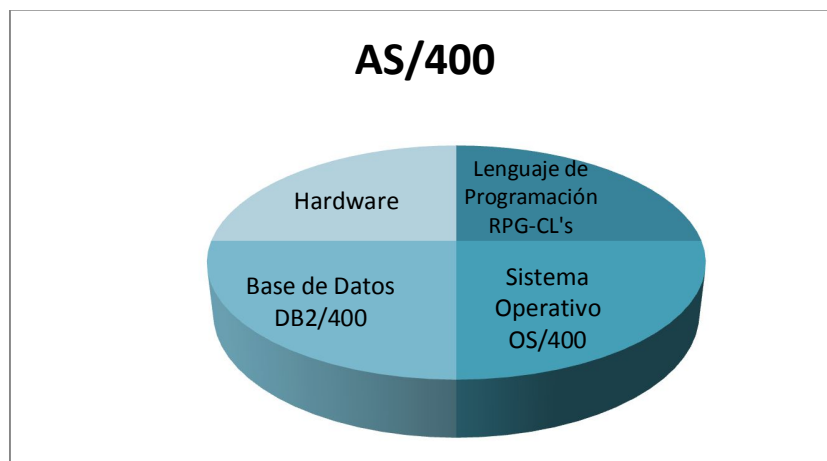 AS/400
Hardware
Lenguaje de
Programación
RPG-CL's
Base de Datos
DB2/400
Sistema
Operativo
OS/400